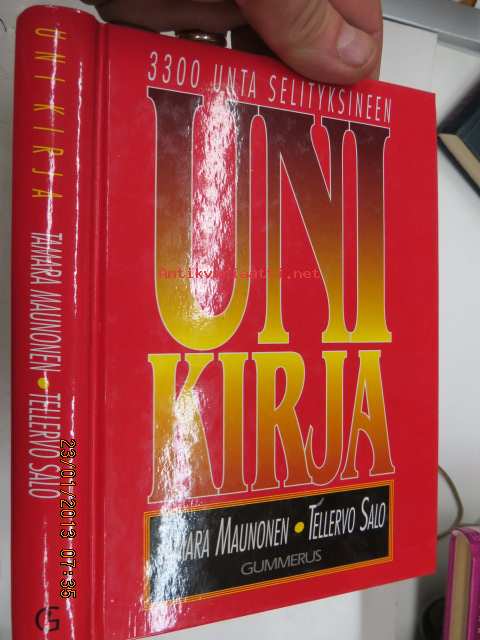 3300 UNTA SELITYKSINEEN
UNI
KIRJA
TAMARA MAUNONEN • TELLERVO SALO
GUMMERUS
UNIKIRJA TAMARA MAUNONEN • TELLERVO SALO
G
Antikvariaatti.net
23/01/2013 07:35